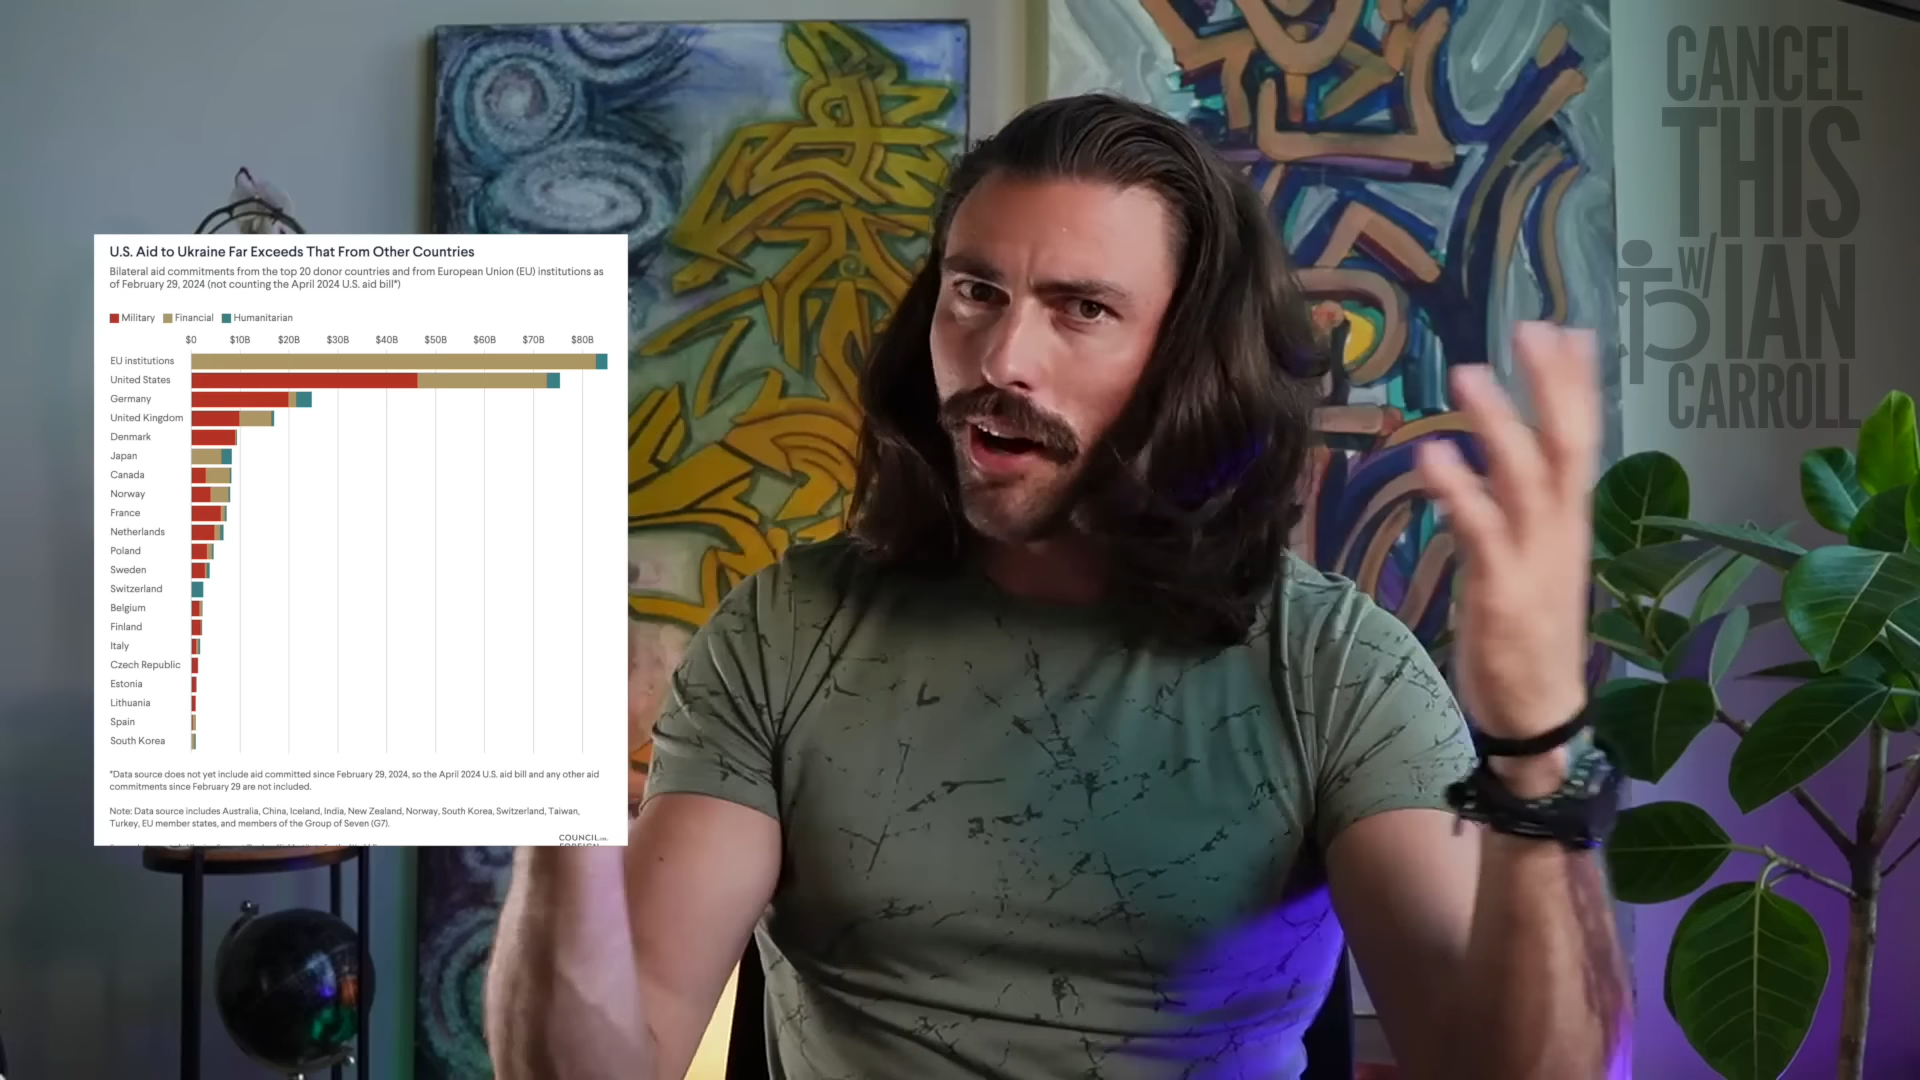 U.S. Aid to Ukraine Far Exceeds That From Other Countries
Bilateral aid commitments from the top 20 donor countries and from European Union (EU) institutions as
of February 29, 2024 (not counting the April 2024 U.S. aid bill*)
Military Financial Humanitarian
$0 $10B $20B $30B $40B $50B $60B $70B $80B
EU institutions
United States
Germany
United Kingdom
Denmark
Japan
Canada
Norway
France
Netherlands
Poland
Sweden
Switzerland
Belgium
Finland
Italy
Czech Republic
Estonia
Lithuania
Spain
South Korea
*Data source does not yet include aid committed since February 29, 2024, so the April 2024 U.S. aid bill and any other aid
commitments since February 29 are not included.
Note: Data source includes Australia, China, Iceland, India, New Zealand, Norway, South Korea, Switzerland, Taiwan,
Turkey, EU member states, and members of the Group of Seven (G7).
COUNCIL on
FOREIGN
CANCEL
THIS
W/ IAN
CARROLL